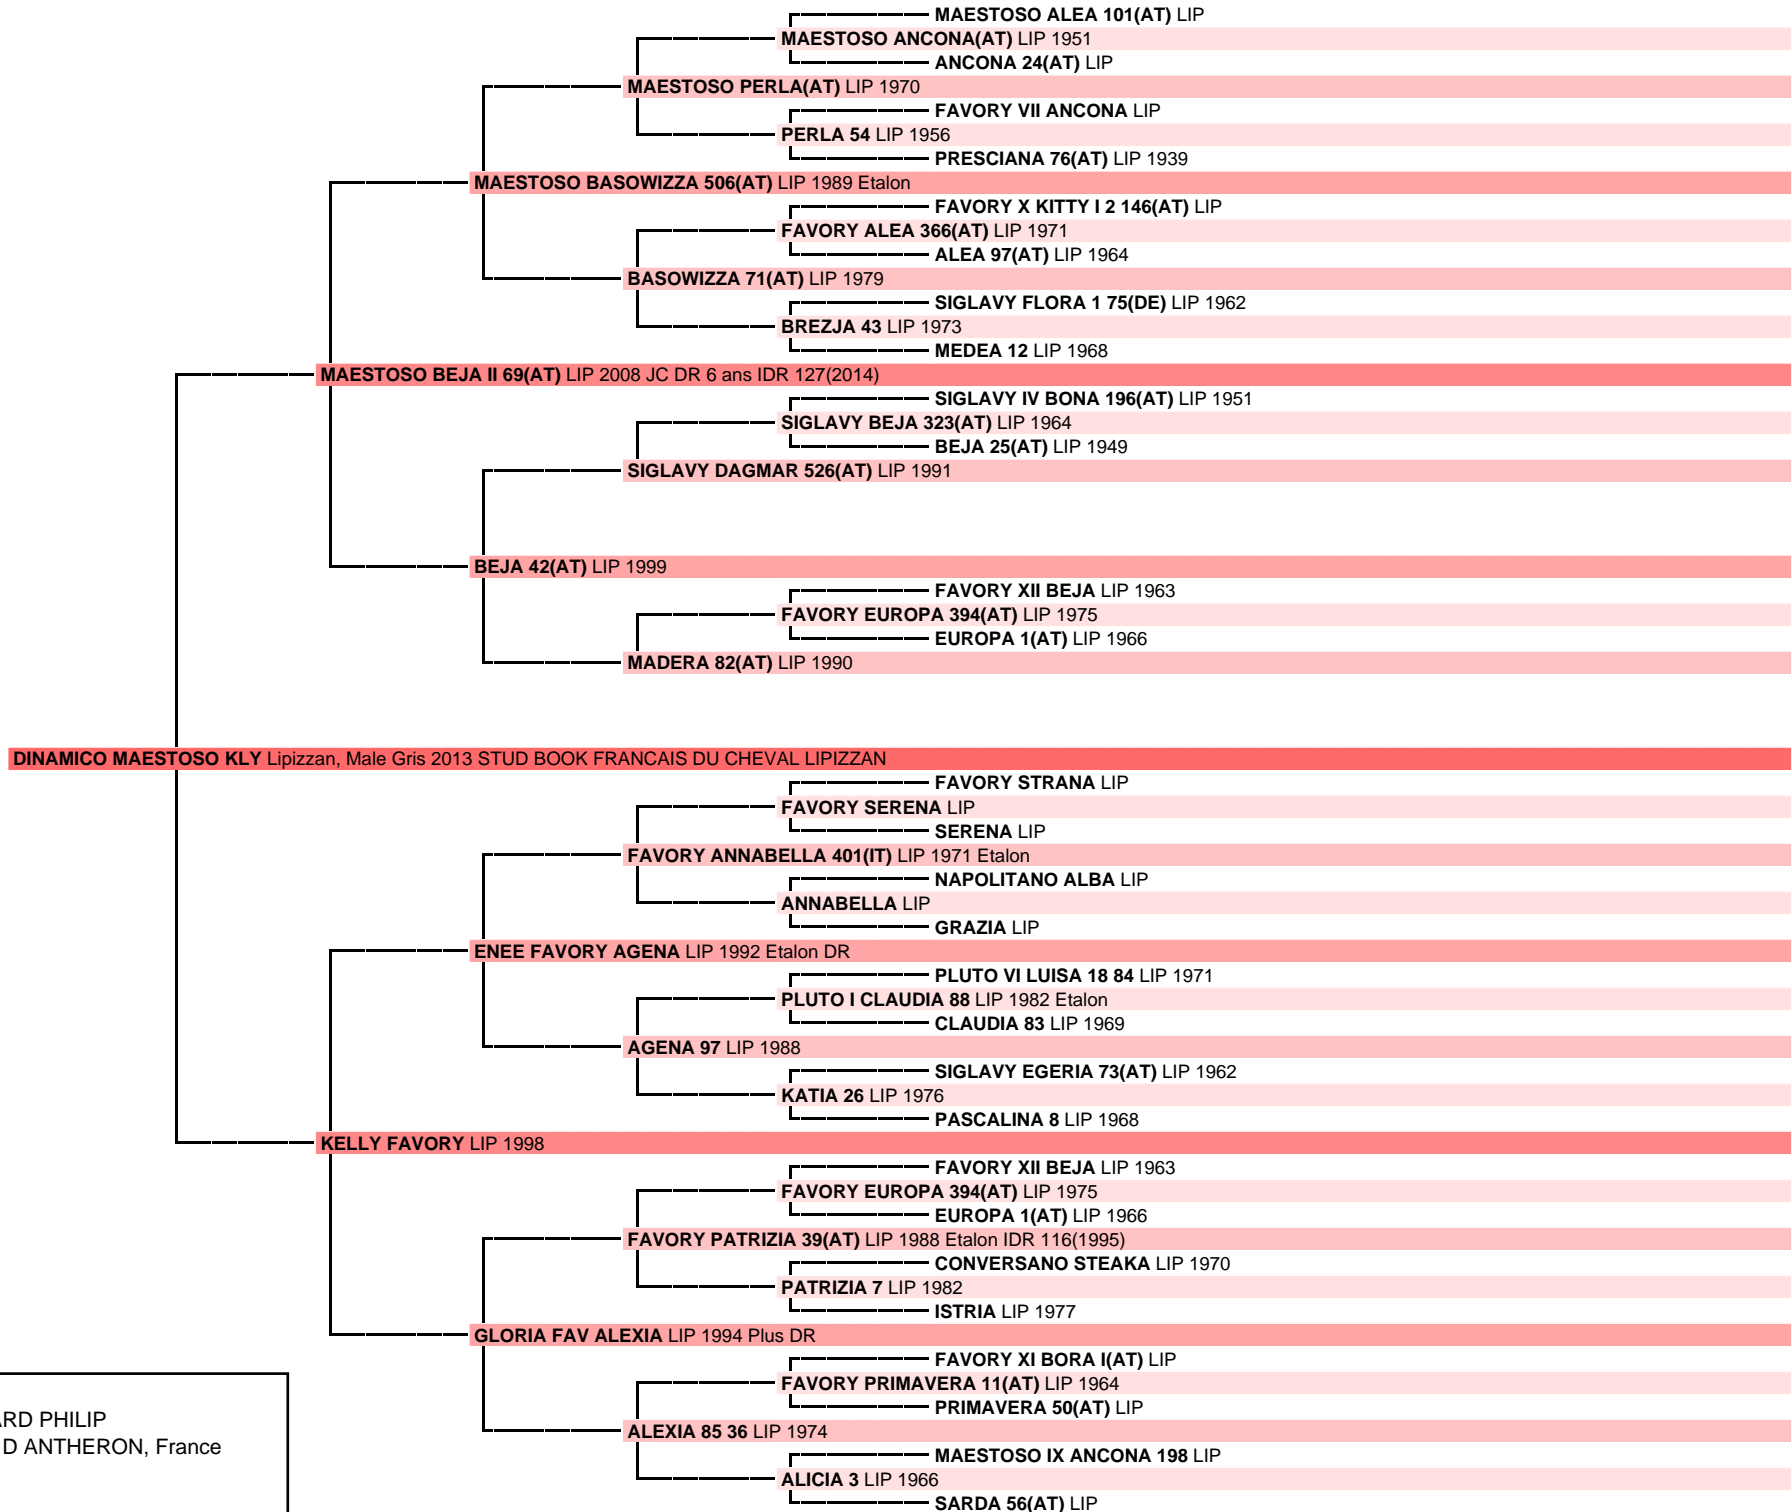 MAESTOSO ALEA 101(AT) LIP
MAESTOSO ANCONA(AT) LIP 1951
ANCONA 24(AT) LIP
MAESTOSO PERLA(AT) LIP 1970
FAVORY VII ANCONA LIP
PERLA 54 LIP 1956
PRESCIANA 76(AT) LIP 1939
MAESTOSO BASOWIZZA 506(AT) LIP 1989 Etalon
FAVORY X KITTY I 2 146(AT) LIP
FAVORY ALEA 366(AT) LIP 1971
ALEA 97(AT) LIP 1964
BASOWIZZA 71(AT) LIP 1979
SIGLAVY FLORA 1 75(DE) LIP 1962
BREZJA 43 LIP 1973
MEDEA 12 LIP 1968
MAESTOSO BEJA II 69(AT) LIP 2008 JC DR 6 ans IDR 127(2014)
SIGLAVY IV BONA 196(AT) LIP 1951
SIGLAVY BEJA 323(AT) LIP 1964
BEJA 25(AT) LIP 1949
SIGLAVY DAGMAR 526(AT) LIP 1991
BEJA 42(AT) LIP 1999
FAVORY XII BEJA LIP 1963
FAVORY EUROPA 394(AT) LIP 1975
EUROPA 1(AT) LIP 1966
MADERA 82(AT) LIP 1990
DINAMICO MAESTOSO KLY Lipizzan, Male Gris 2013 STUD BOOK FRANCAIS DU CHEVAL LIPIZZAN
FAVORY STRANA LIP
FAVORY SERENA LIP
SERENA LIP
FAVORY ANNABELLA 401(IT) LIP 1971 Etalon
NAPOLITANO ALBA LIP
ANNABELLA LIP
GRAZIA LIP
ENEE FAVORY AGENA LIP 1992 Etalon DR
PLUTO VI LUISA 18 84 LIP 1971
PLUTO I CLAUDIA 88 LIP 1982 Etalon
CLAUDIA 83 LIP 1969
AGENA 97 LIP 1988
SIGLAVY EGERIA 73(AT) LIP 1962
KATIA 26 LIP 1976
PASCALINA 8 LIP 1968
KELLY FAVORY LIP 1998
FAVORY XII BEJA LIP 1963
FAVORY EUROPA 394(AT) LIP 1975
EUROPA 1(AT) LIP 1966
FAVORY PATRIZIA 39(AT) LIP 1988 Etalon IDR 116(1995)
CONVERSANO STEAKA LIP 1970
PATRIZIA 7 LIP 1982
ISTRIA LIP 1977
GLORIA FAV ALEXIA LIP 1994 Plus DR
FAVORY XI BORA I(AT) LIP
FAVORY PRIMAVERA 11(AT) LIP 1964
PRIMAVERA 50(AT) LIP
ALEXIA 85 36 LIP 1974
MAESTOSO IX ANCONA 198 LIP
ALICIA 3 LIP 1966
SARDA 56(AT) LIP
ARD PHILIP
D ANTHERON, France